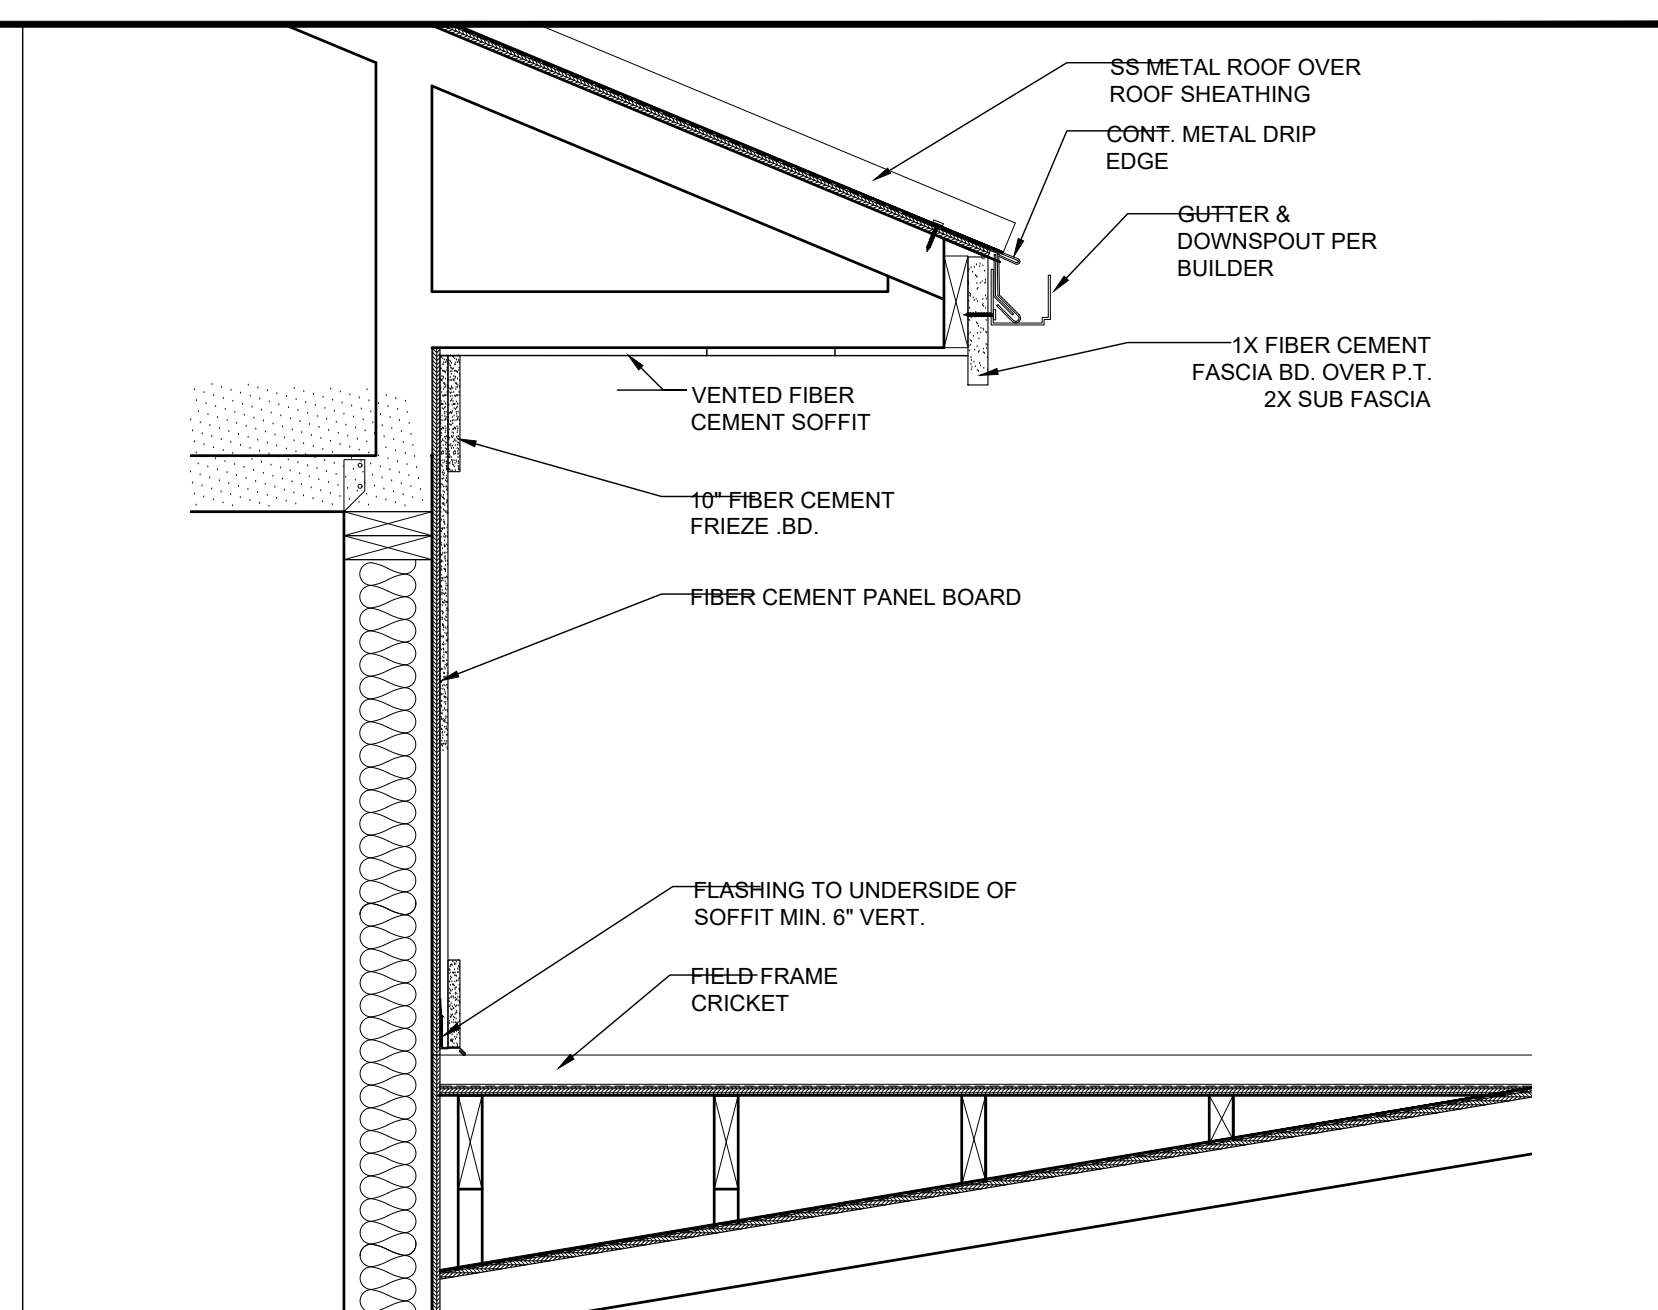 SS METAL ROOF OVER
ROOF SHEATHING
CONT. METAL DRIP
EDGE
GUTTER &
DOWNSPOUT PER
BUILDER
1X FIBER CEMENT
FASCIA BD. OVER P.T.
2X SUB FASCIA
VENTED FIBER
CEMENT SOFFIT
10" FIBER CEMENT
FRIEZE .BD.
FIBER CEMENT PANEL BOARD
FLASHING TO UNDERSIDE OF
SOFFIT MIN. 6" VERT.
FIELD FRAME
CRICKET